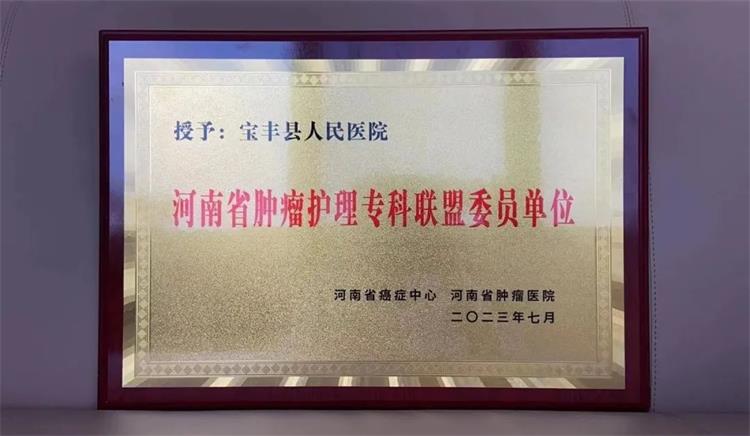 授予：宝丰县人民医院
河南省肿瘤护理专科联盟委员单位
河南省癌症中心 河南省肿瘤医院
二〇二三年七月